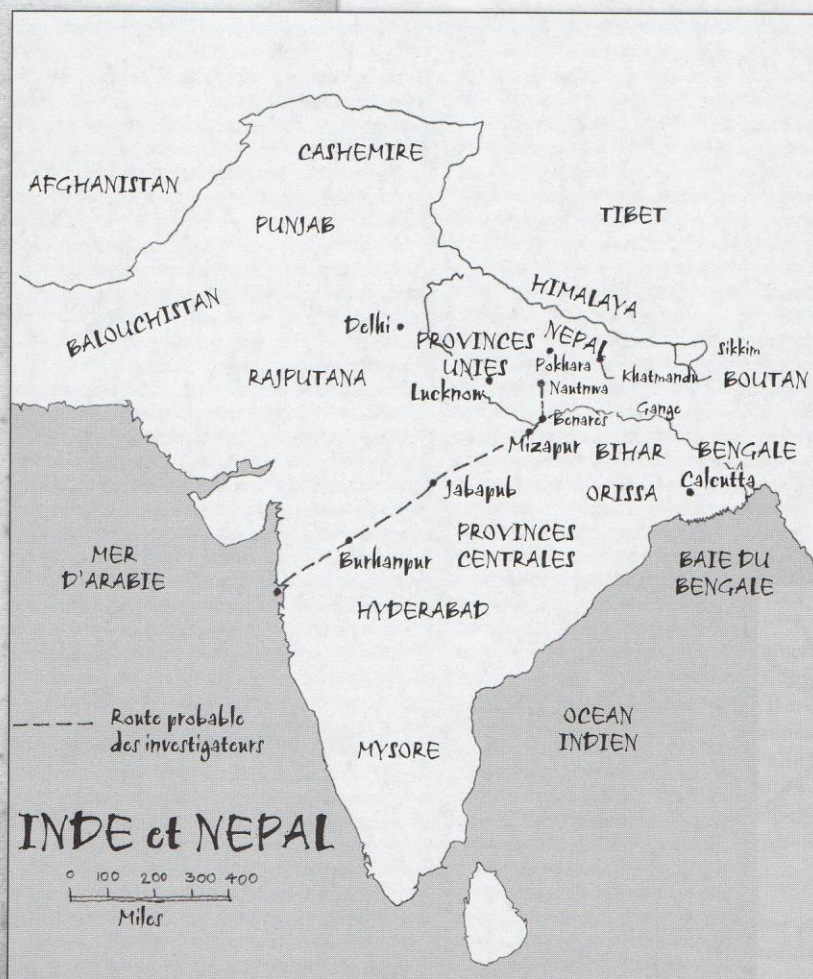 CASHEMIRE
AFGHANISTAN
TIBET
PUNJAB
HIMALAYA
BALOUCHISTAN
Delhi
PROVINCES
UNIES
NEPAL
Sikkim
Pokhara
Khatmandu
BOUTAN
RAJPUTANA
Lucknow
Nautnwa
Gange
Benarès
Mizapur
BIHAR
BENGALE
Jabapub
ORISSA
Calcutta
PROVINCES
CENTRALES
Burhanpur
MER
D'ARABIE
BAIE DU
BENGALE
HYDERABAD
Route probable
des investigateurs
OCEAN
INDIEN
MYSORE
INDE et NEPAL
0 100 200 300 400
Miles